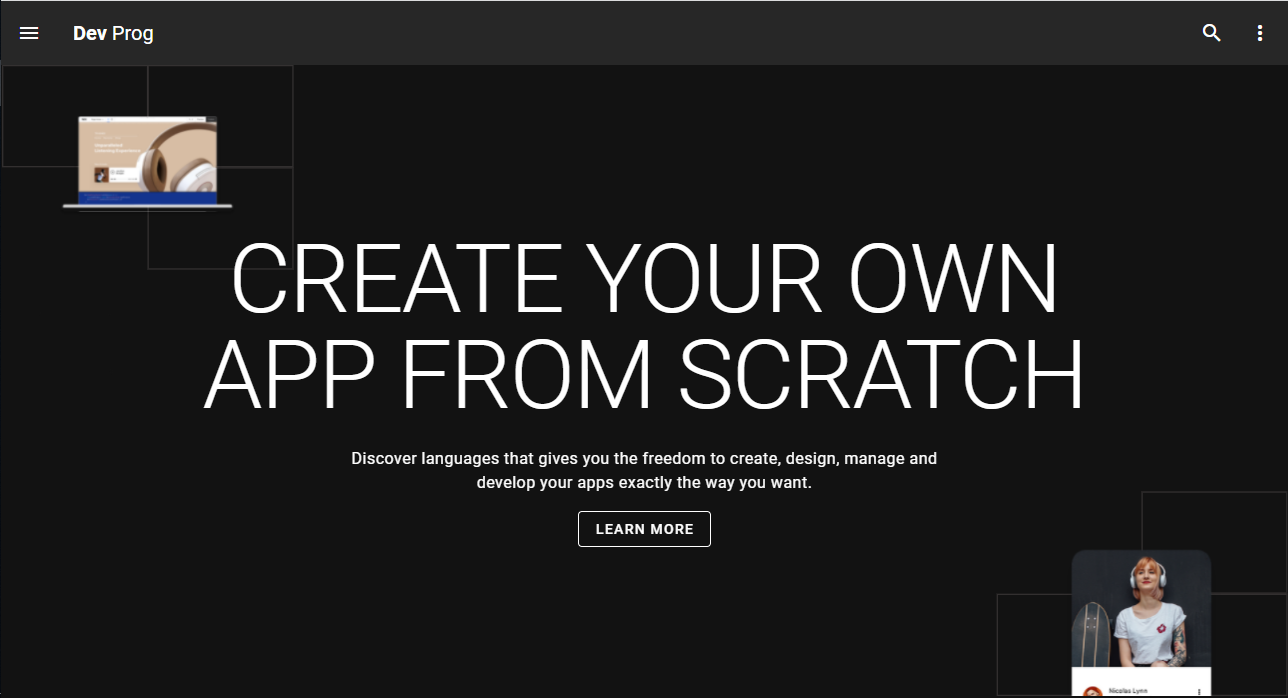 Dev Prog
CREATE YOUR OWN
APP FROM SCRATCH
Discover languages that gives you the freedom to create, design, manage and
develop your apps exactly the way you want.
LEARN MORE
Nicolas Lynn